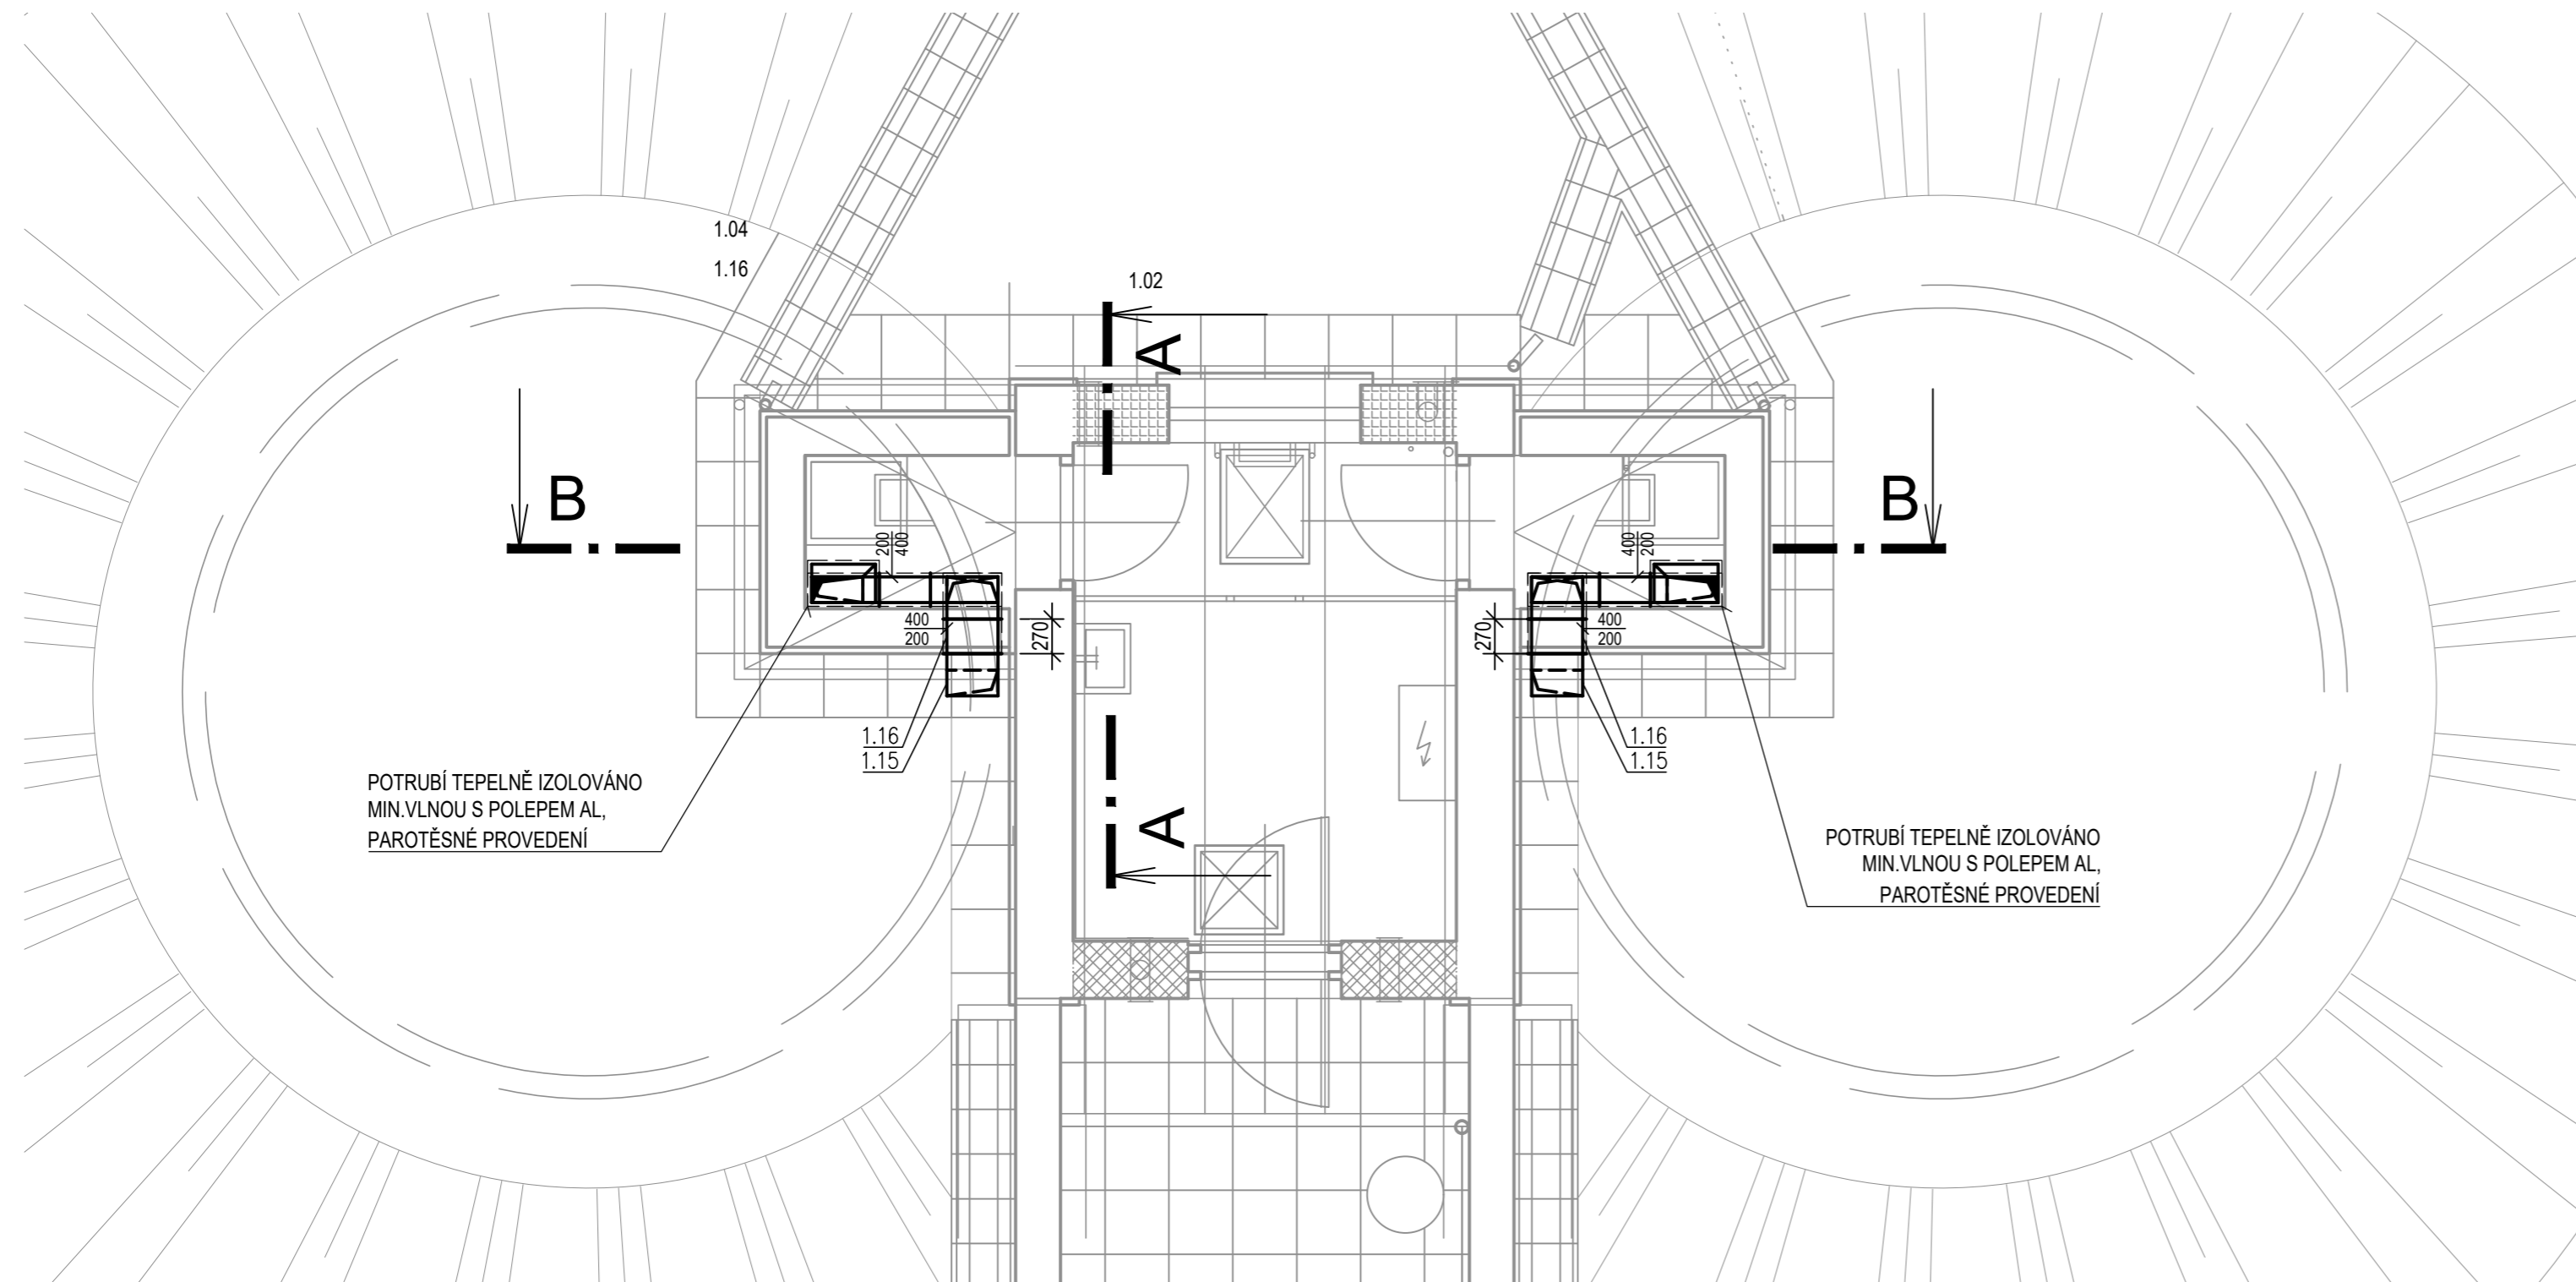 1.04
1.16
1.02
A
B
B
200
400
400
200
400
200
270
270
400
200
1.16
1.15
1.16
1.15
POTRUBÍ TEPELNĚ IZOLOVÁNO
MIN.VLNOU S POLEPEM AL,
PAROTĚSNÉ PROVEDENÍ
A
POTRUBÍ TEPELNĚ IZOLOVÁNO
MIN.VLNOU S POLEPEM AL,
PAROTĚSNÉ PROVEDENÍ